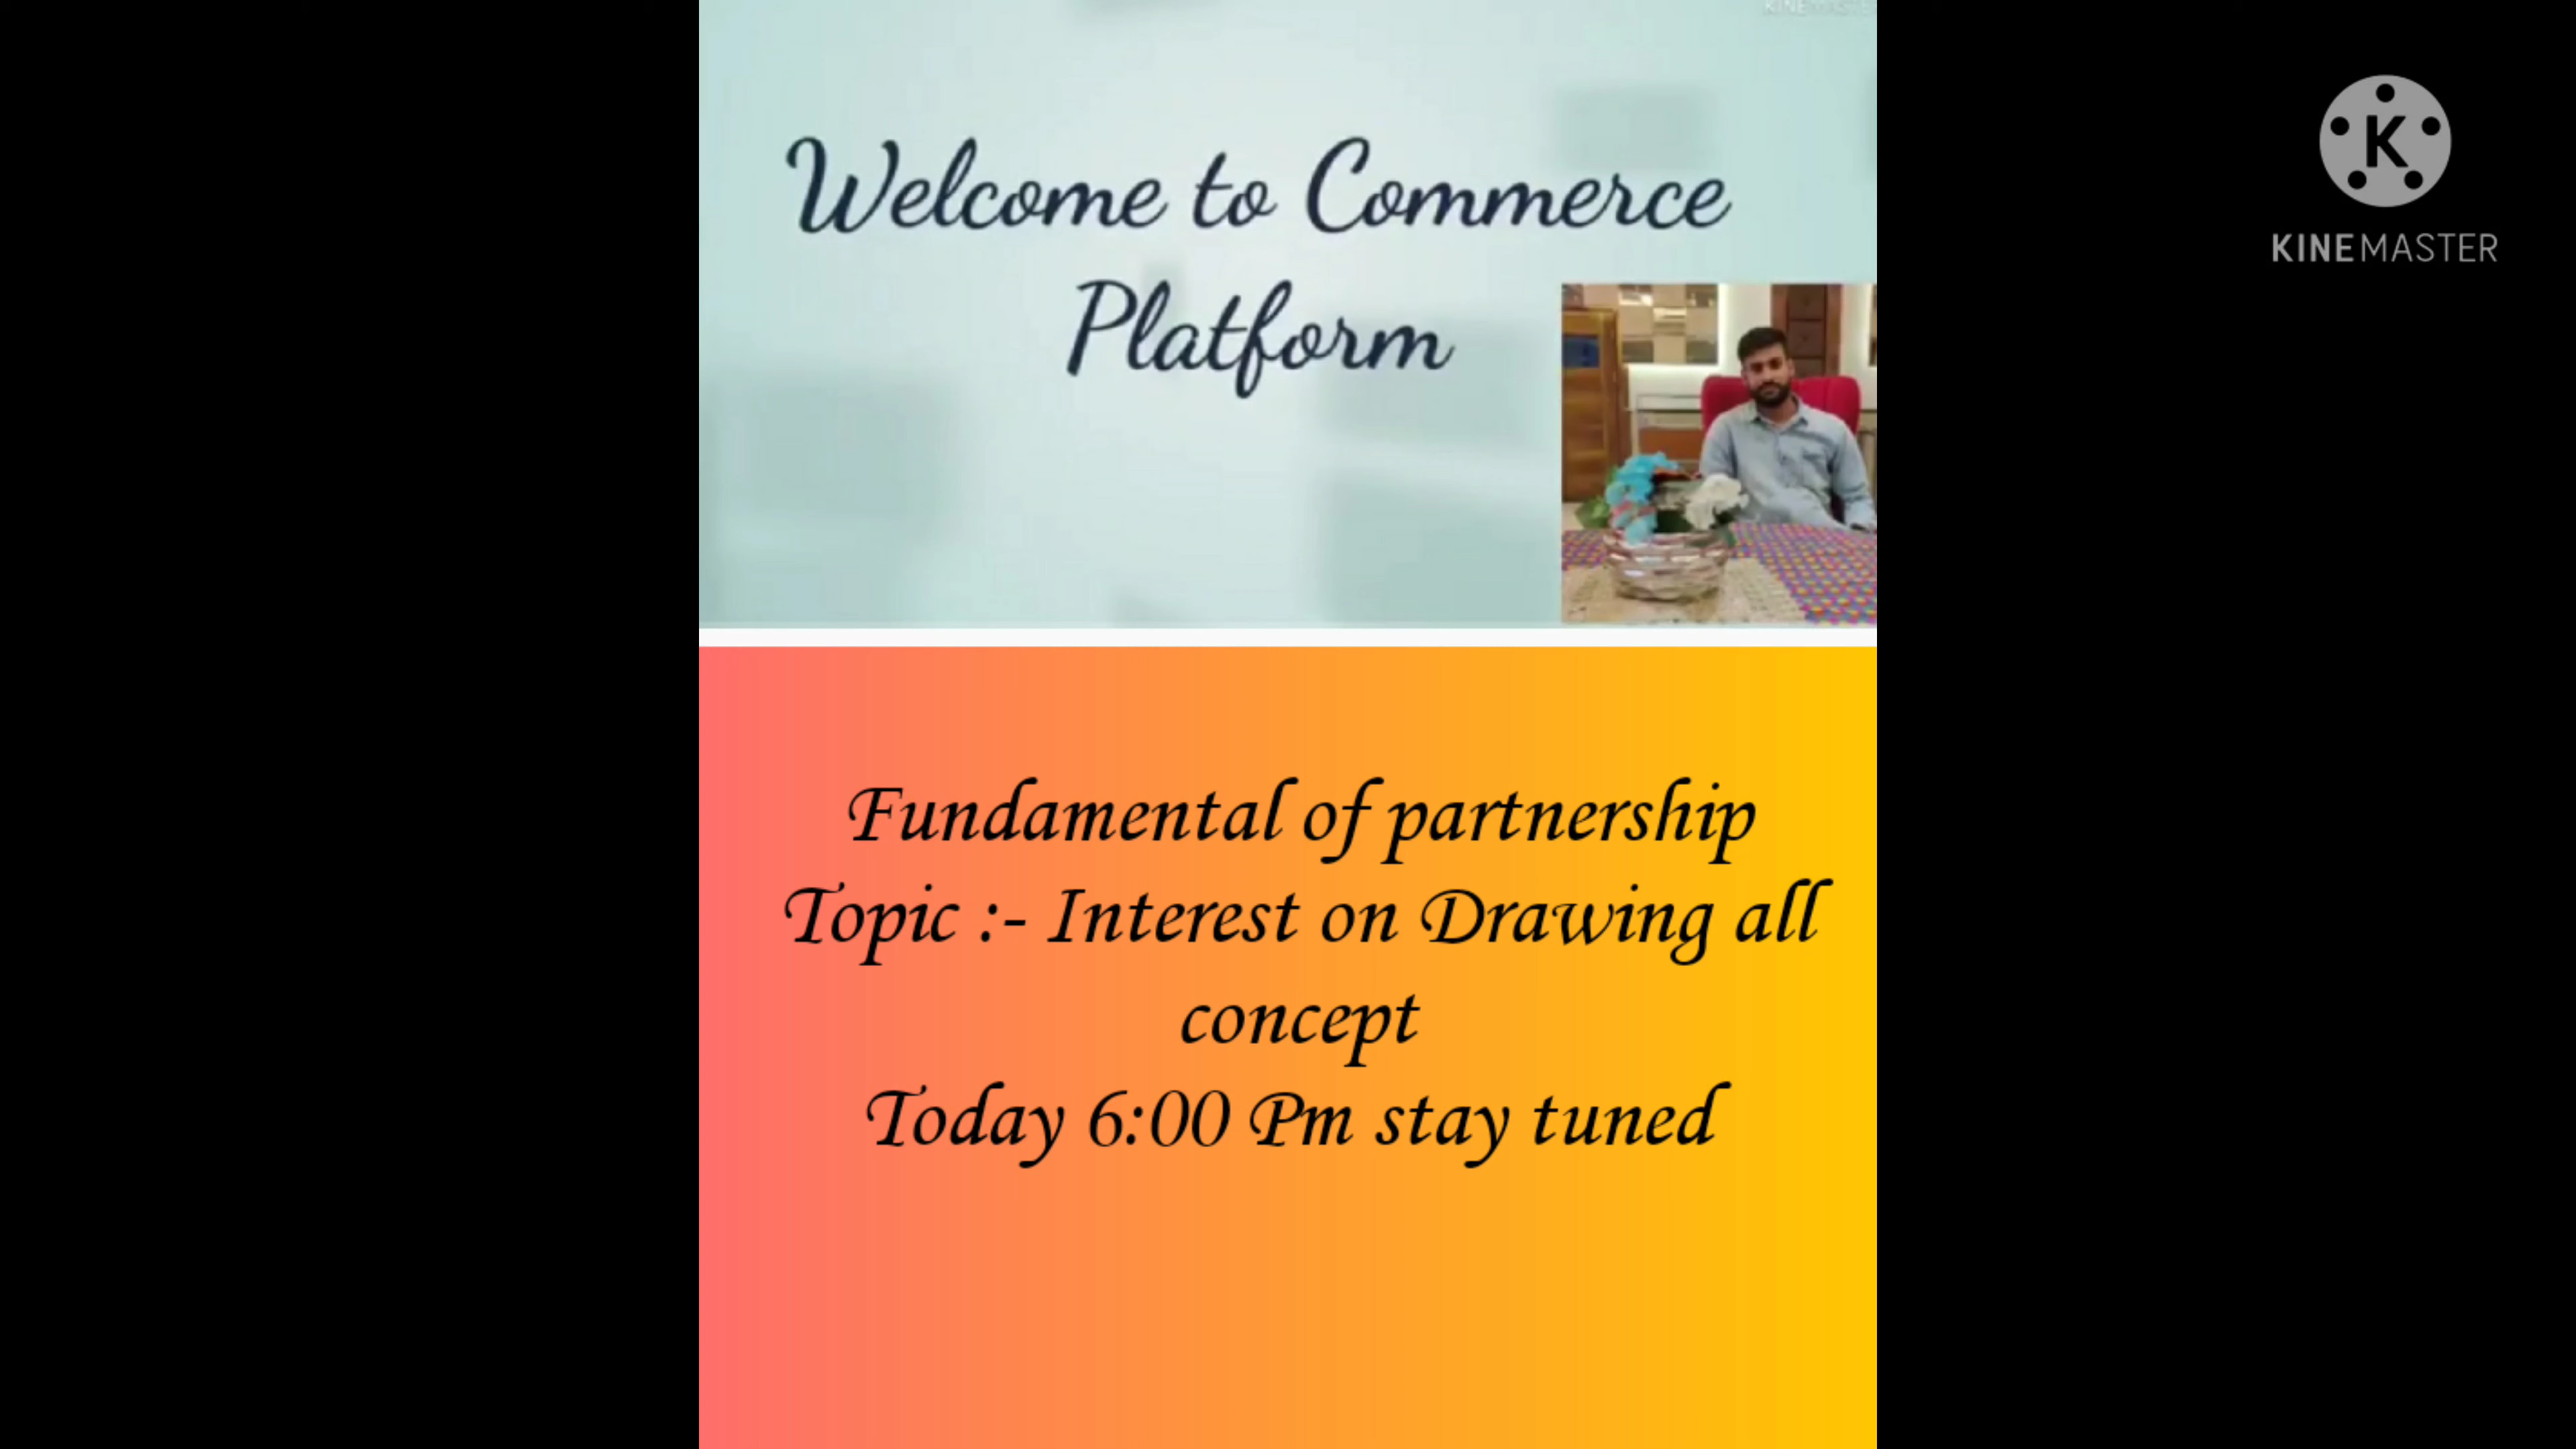 KINEMASTER
Welcome to Commerce
Platform
K
KINEMASTER
Fundamental of partnership
Topic :- Interest on Drawing all
concept
Today 6:00 Pm stay tuned